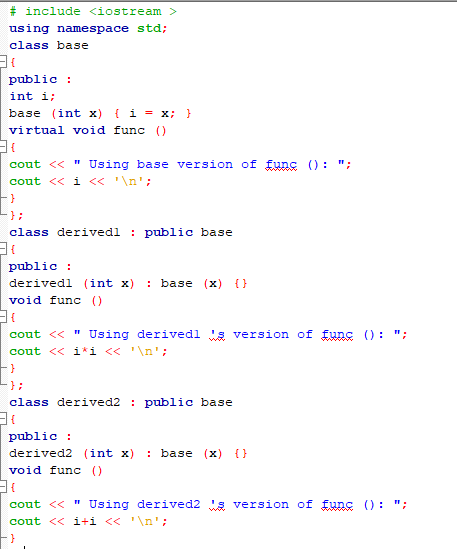 # include <iostream >
using namespace std;
class base
{
public :
int i;
base (int x) { i = x; }
virtual void func ()
{
cout << " Using base version of func (): ";
cout << i << '\n';
}
};
class derived1 : public base
{
public :
derived1 (int x) : base (x) {}
void func ()
{
cout << " Using derived1 's version of func (): ";
cout << i*i << '\n';
}
};
class derived2 : public base
{
public :
derived2 (int x) : base (x) {}
void func ()
{
cout << " Using derived2 's version of func (): ";
cout << i+i << '\n';
}